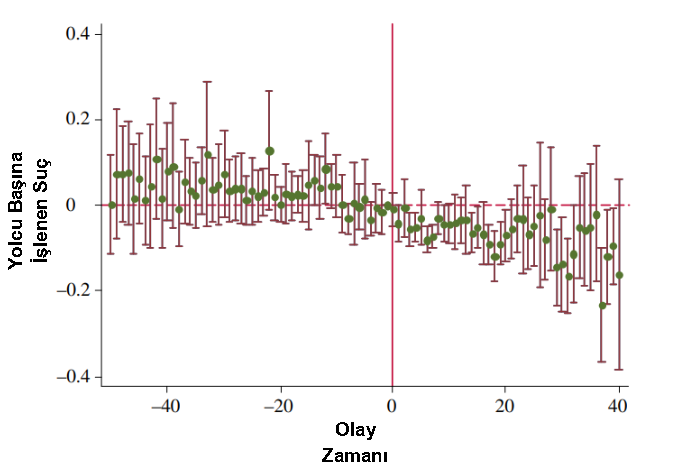 0.4
0.2
0
–0.2
–0.4
Yolcu Başına
İşlenen Suç
–40
–20
0
20
40
Olay
Zamanı